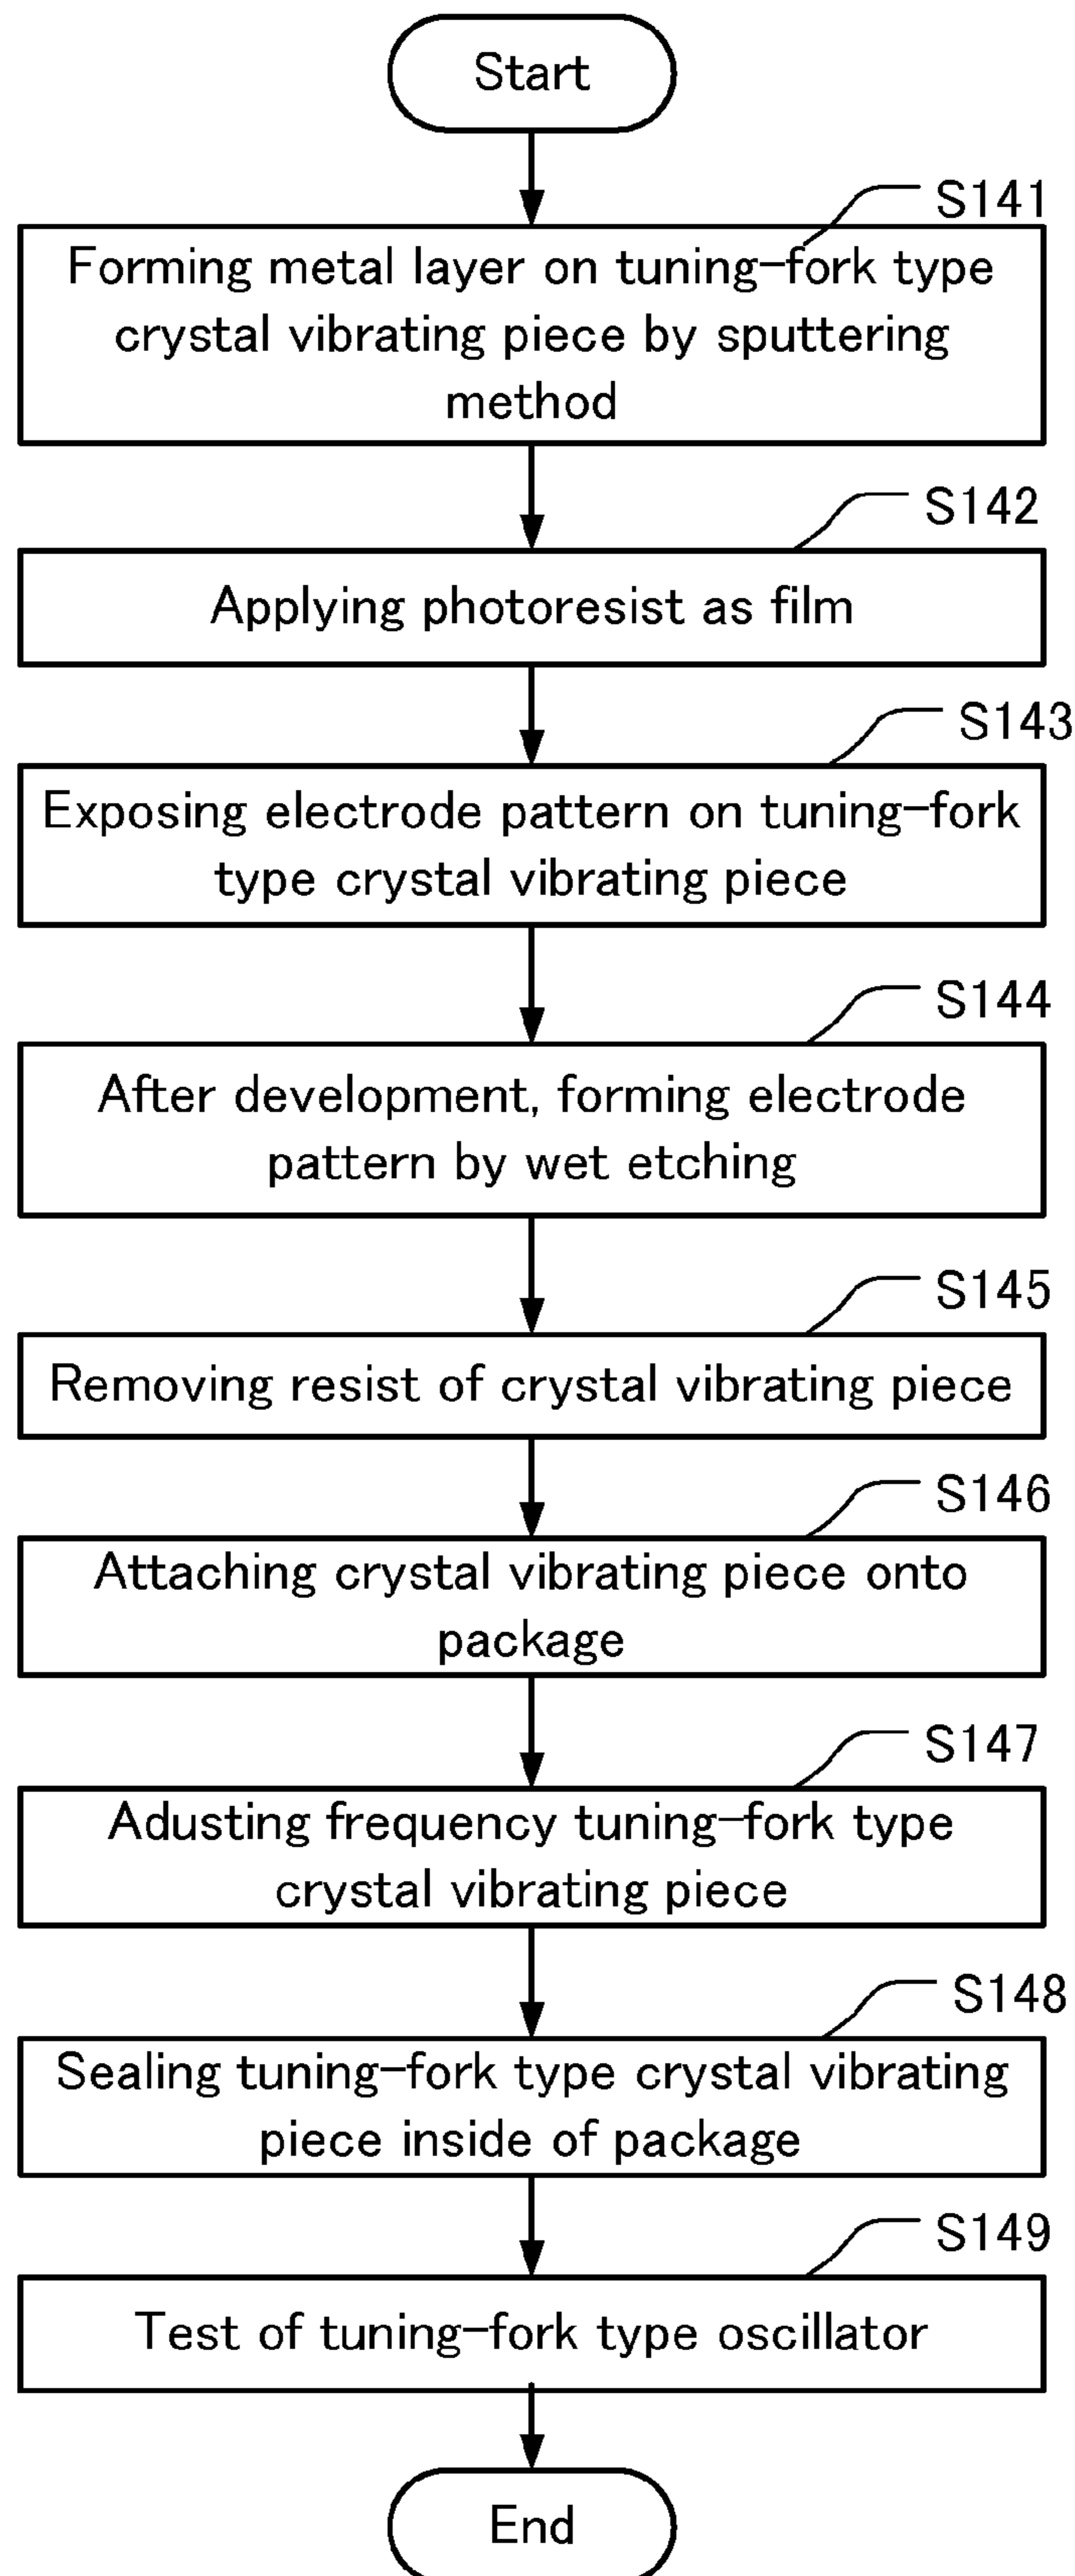 Start
S141
Forming metal layer on tuning-fork type
crystal vibrating piece by sputtering
method
S142
Applying photoresist as film
S143
Exposing electrode pattern on tuning-fork
type crystal vibrating piece
S144
After development, forming electrode
pattern by wet etching
S145
Removing resist of crystal vibrating piece
S146
Attaching crystal vibrating piece onto
package
S147
Adusting frequency tuning-fork type
crystal vibrating piece
S148
Sealing tuning-fork type crystal vibrating
piece inside of package
S149
Test of tuning-fork type oscillator
End